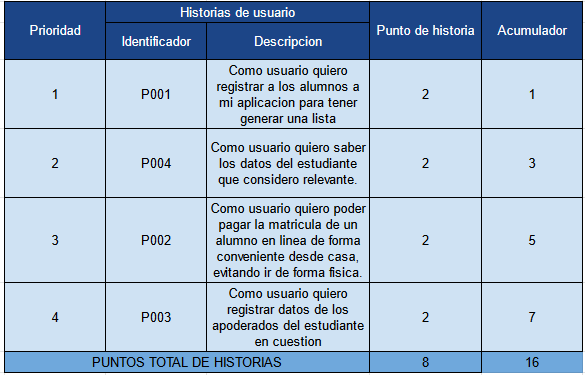 Prioridad
Historias de usuario
Punto de historia
Acumulador
Identificador
Descripcion
1
P001
Como usuario quiero
registrar a los alumnos a
mi aplicacion para tener
generar una lista
2
1
2
P004
Como usuario quiero saber
los datos del estudiante
que considero relevante.
2
3
3
P002
Como usuario quiero poder
pagar la matricula de un
alumno en linea de forma
conveniente desde casa,
evitando ir de forma fisica.
2
5
4
P003
Como usuario quiero
registrar datos de los
apoderados del estudiante
en cuestion
2
7
PUNTOS TOTAL DE HISTORIAS
8
16